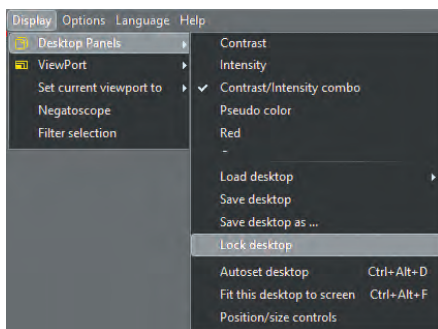 Display Options Language Help
Desktop Panels
ViewPort
Set current viewport to
Negatoscope
Filter selection
Contrast
Intensity
Contrast/Intensity combo
Pseudo color
Red
Load desktop
Save desktop
Save desktop as ...
Lock desktop
Autoset desktop Ctrl+Alt+D
Fit this desktop to screen Ctrl+Alt+F
Position/size controls